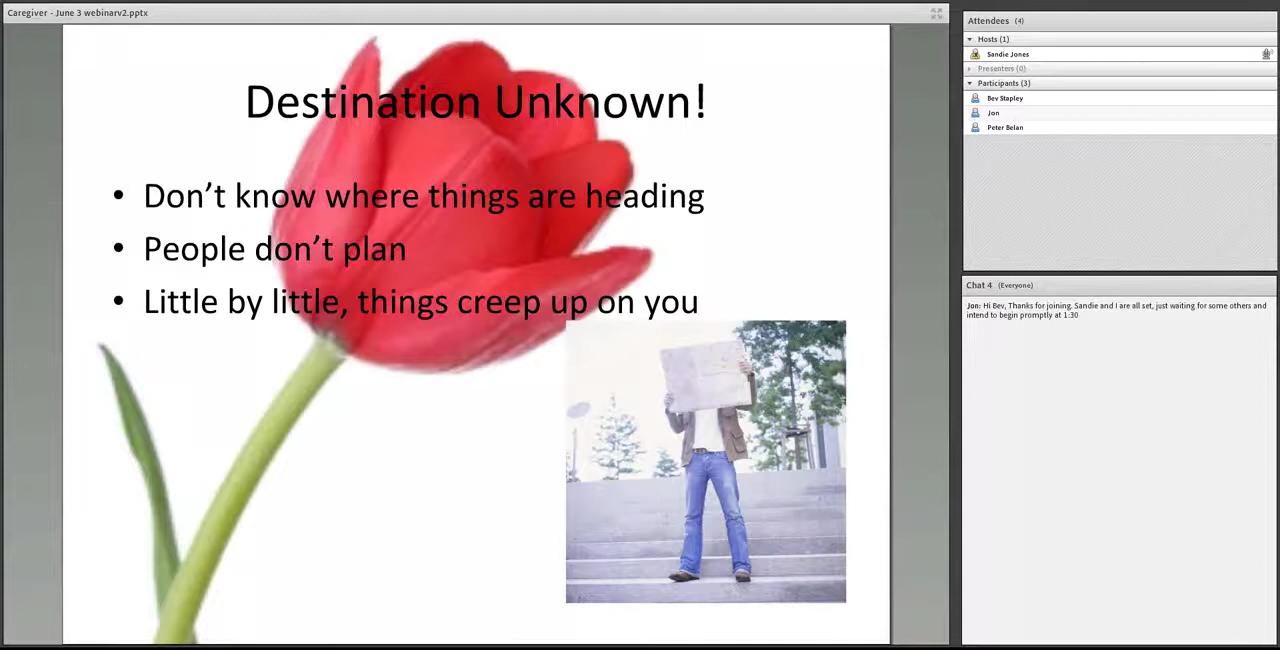 Caregiver - June 3 webinarv2.pptx
Destination Unknown!
• Don’t know where things are heading
• People don’t plan
• Little by little, things creep up on you
Attendees (4)
Hosts (1)
Sandie Jones
Presenters (0)
Participants (3)
Bev Stapley
Jon
Peter Belan
Chat 4 (Everyone)
Jon: Hi Bev, Thanks for joining. Sandie and I are all set, just waiting for some others and
intend to begin promptly at 1:30